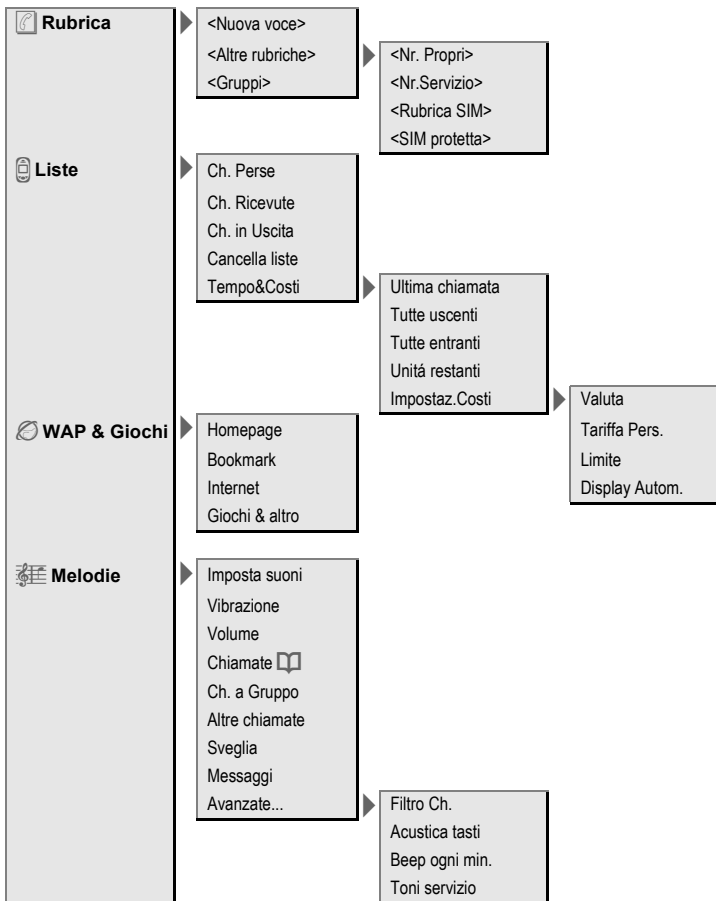 Rubrica
<Nuova voce>
<Altre rubriche>
<Gruppi>
<Nr. Propri>
<Nr.Servizio>
<Rubrica SIM>
<SIM protetta>
Liste
Ch. Perse
Ch. Ricevute
Ch. in Uscita
Cancella liste
Tempo&Costi
Ultima chiamata
Tutte uscenti
Tutte entranti
Unitá restanti
Impostaz.Costi
Valuta
Tariffa Pers.
Limite
Display Autom.
WAP & Giochi
Homepage
Bookmark
Internet
Giochi & altro
Melodie
Imposta suoni
Vibrazione
Volume
Chiamate
Ch. a Gruppo
Altre chiamate
Sveglia
Messaggi
Avanzate...
Filtro Ch.
Acustica tasti
Beep ogni min.
Toni servizio